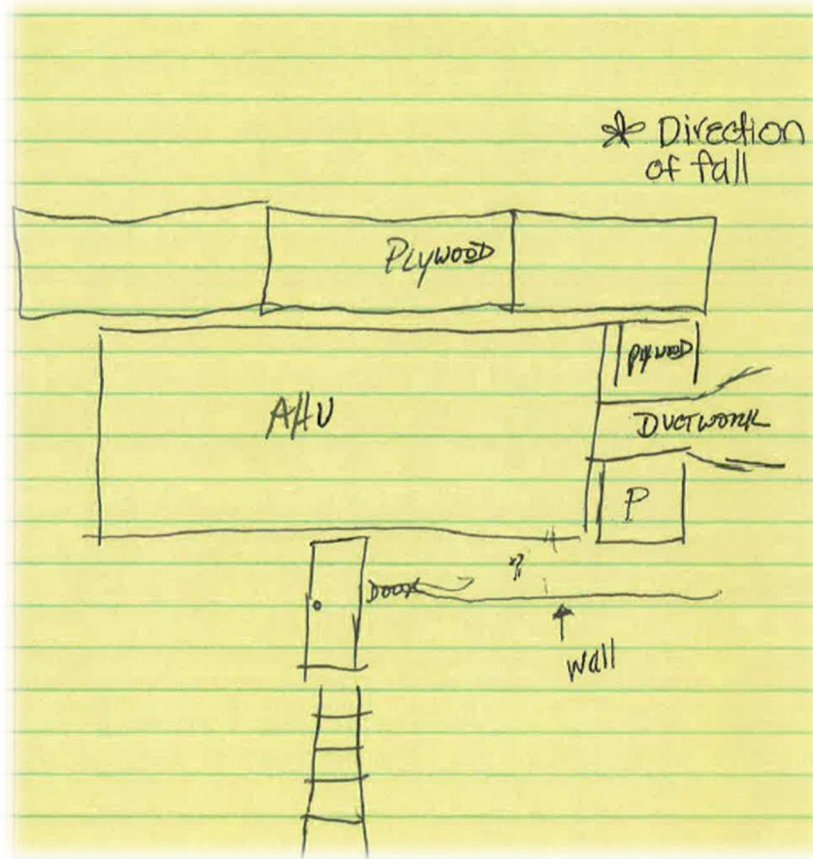 * Direction
of fall
PLYWOOD
PLYWOOD
AHU
DUCTWORK
P
DOOR
?
Wall